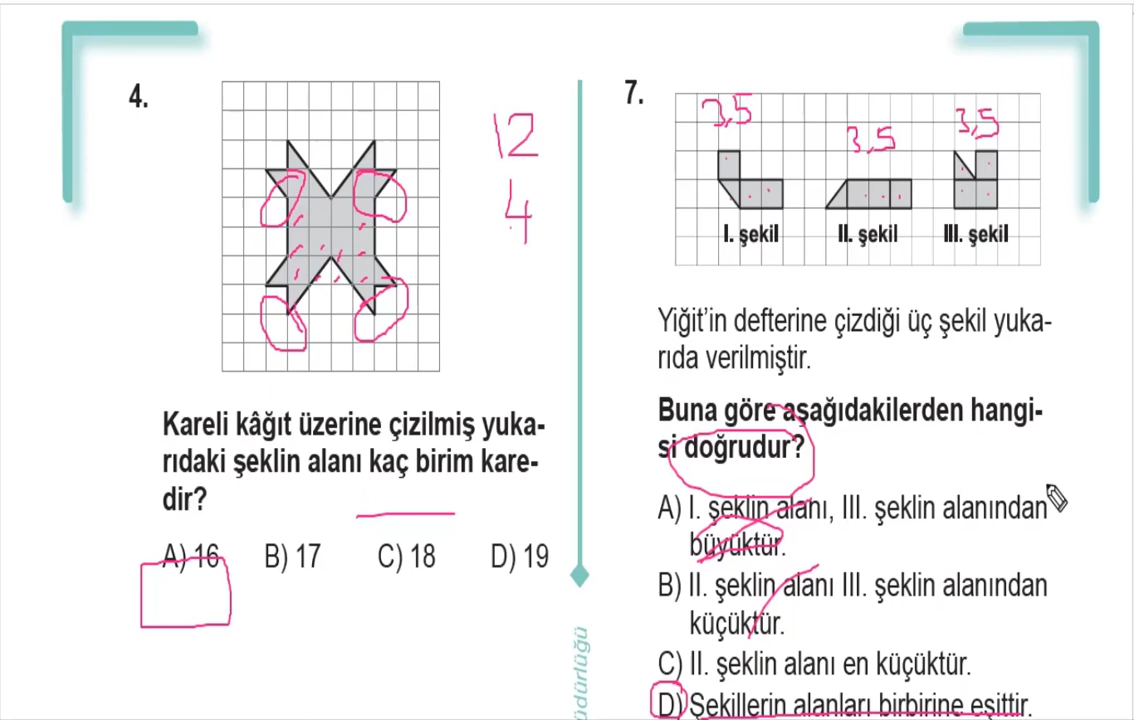 4.
12
4
Kareli kâğıt üzerine çizilmiş yuka-
rıdaki şeklin alanı kaç birim kare-
dir?
A) 16 B) 17 C) 18 D) 19
üdürlüğü
7.
3,5 3,5 3,5
I. şekil II. şekil III. şekil
Yiğit’in defterine çizdiği üç şekil yuka-
rıda verilmiştir.
Buna göre aşağıdakilerden hangi-
si doğrudur?
A) I. şeklin alanı, III. şeklin alanından
büyüktür.
B) II. şeklin alanı III. şeklin alanından
küçüktür.
C) II. şeklin alanı en küçüktür.
D) Şekillerin alanları birbirine eşittir.